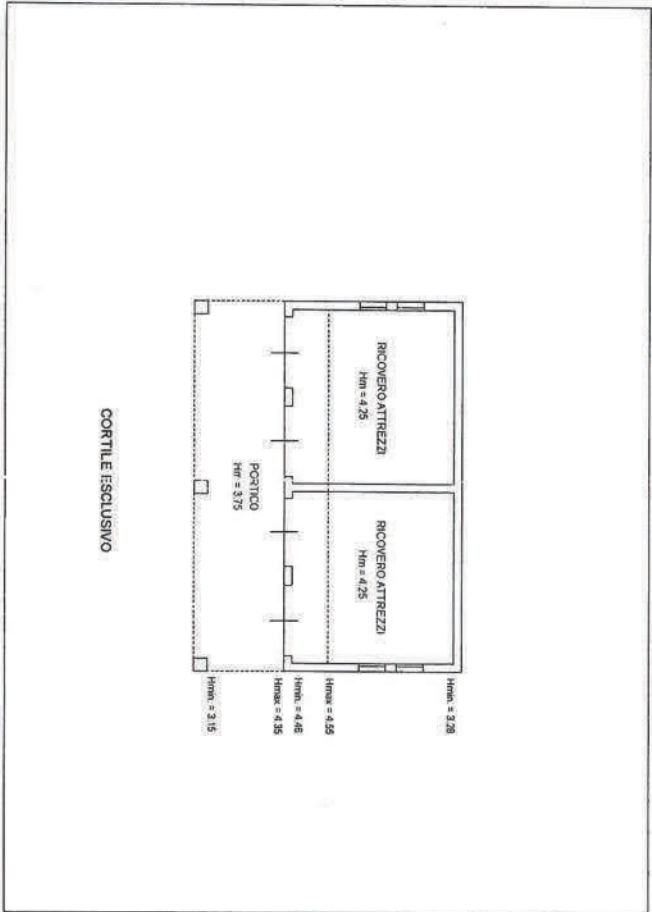 RICOVERO ATTREZZI
Hm = 4.25
RICOVERO ATTREZZI
Hm = 4.25
PORTICO
Hm = 3.75
Hmin. = 3.28
Hmax = 4.55
Hmin. = 4.46
Hmax = 4.35
Hmin. = 3.15
CORTILE ESCLUSIVO